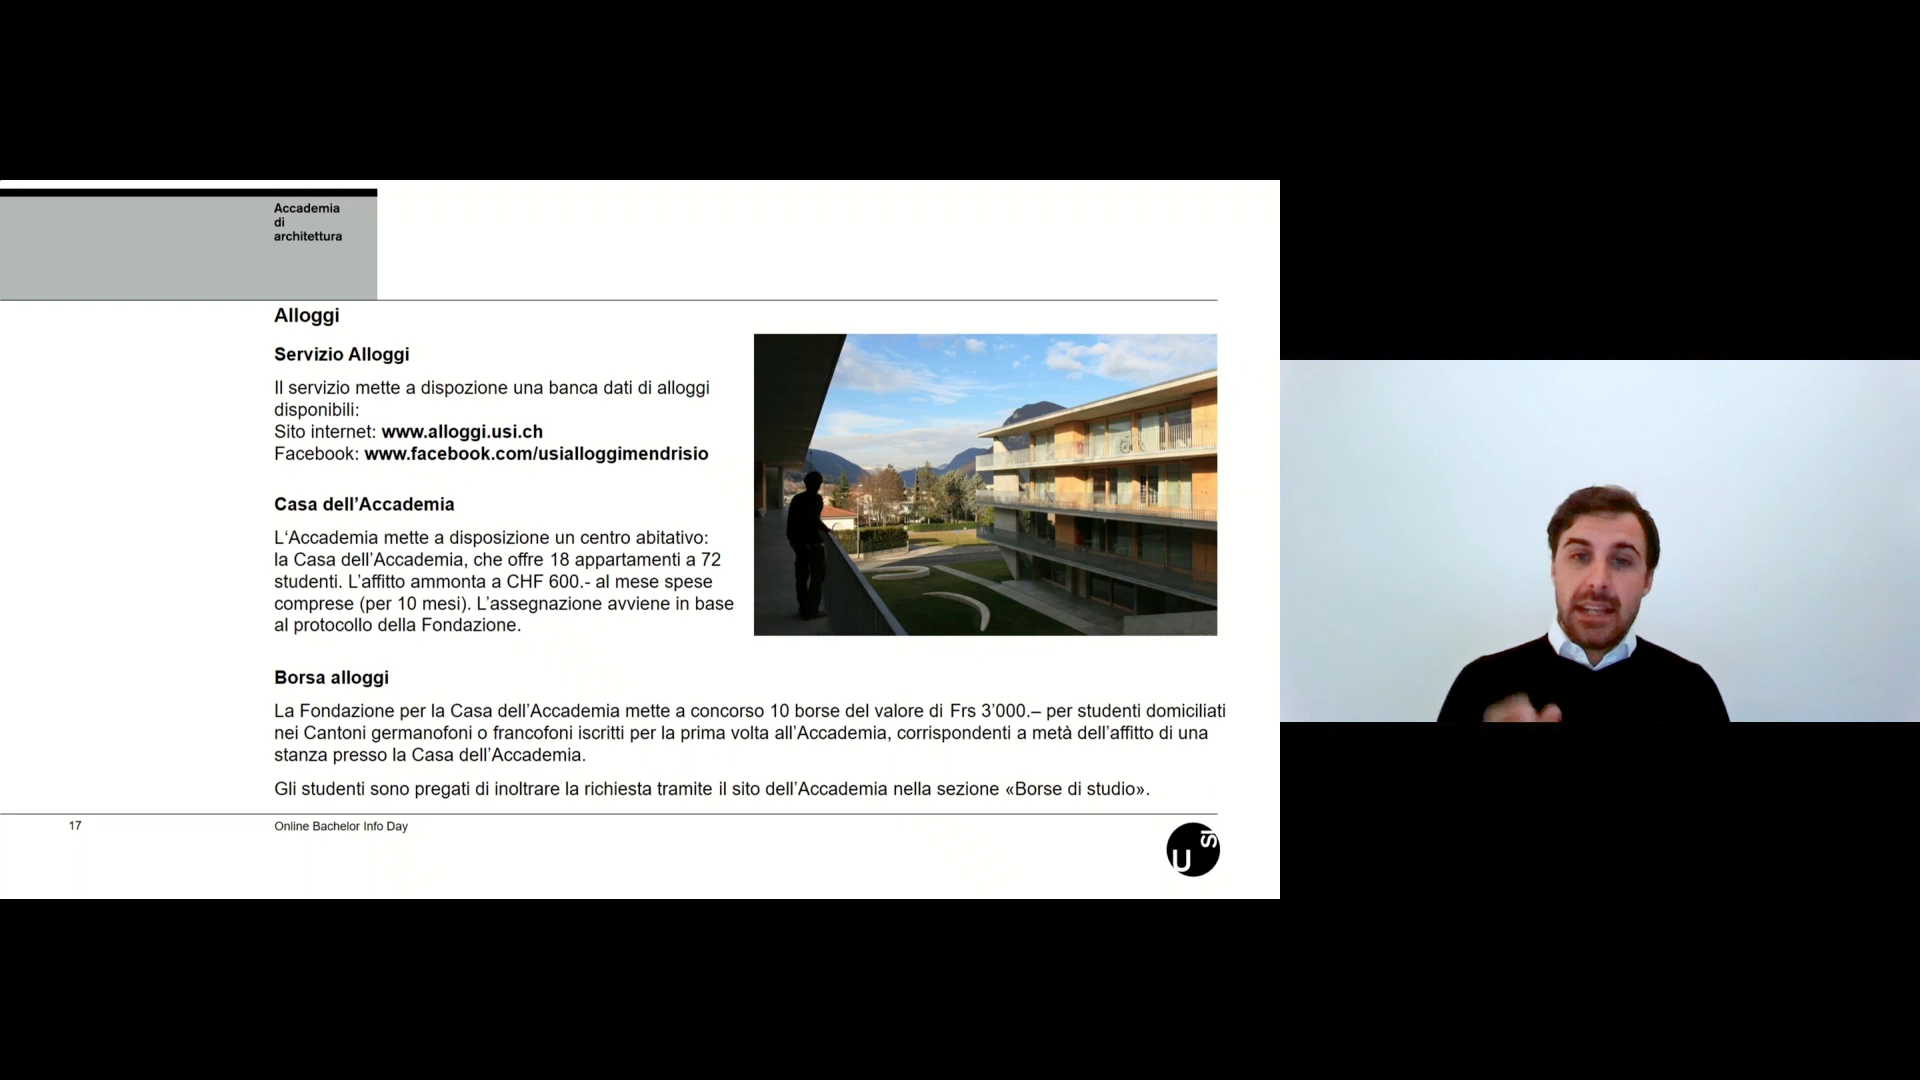 Accademia
di
architettura
Alloggi
Servizio Alloggi
Il servizio mette a dispozione una banca dati di alloggi
disponibili:
Sito internet: www.alloggi.usi.ch
Facebook: www.facebook.com/usialloggimendrisio
Casa dell’Accademia
L‘Accademia mette a disposizione un centro abitativo:
la Casa dell’Accademia, che offre 18 appartamenti a 72
studenti. L’affitto ammonta a CHF 600.- al mese spese
comprese (per 10 mesi). L’assegnazione avviene in base
al protocollo della Fondazione.
Borsa alloggi
La Fondazione per la Casa dell’Accademia mette a concorso 10 borse del valore di Frs 3’000.– per studenti domiciliati
nei Cantoni germanofoni o francofoni iscritti per la prima volta all’Accademia, corrispondenti a metà dell’affitto di una
stanza presso la Casa dell’Accademia.
Gli studenti sono pregati di inoltrare la richiesta tramite il sito dell’Accademia nella sezione «Borse di studio».
17
Online Bachelor Info Day
U
SI